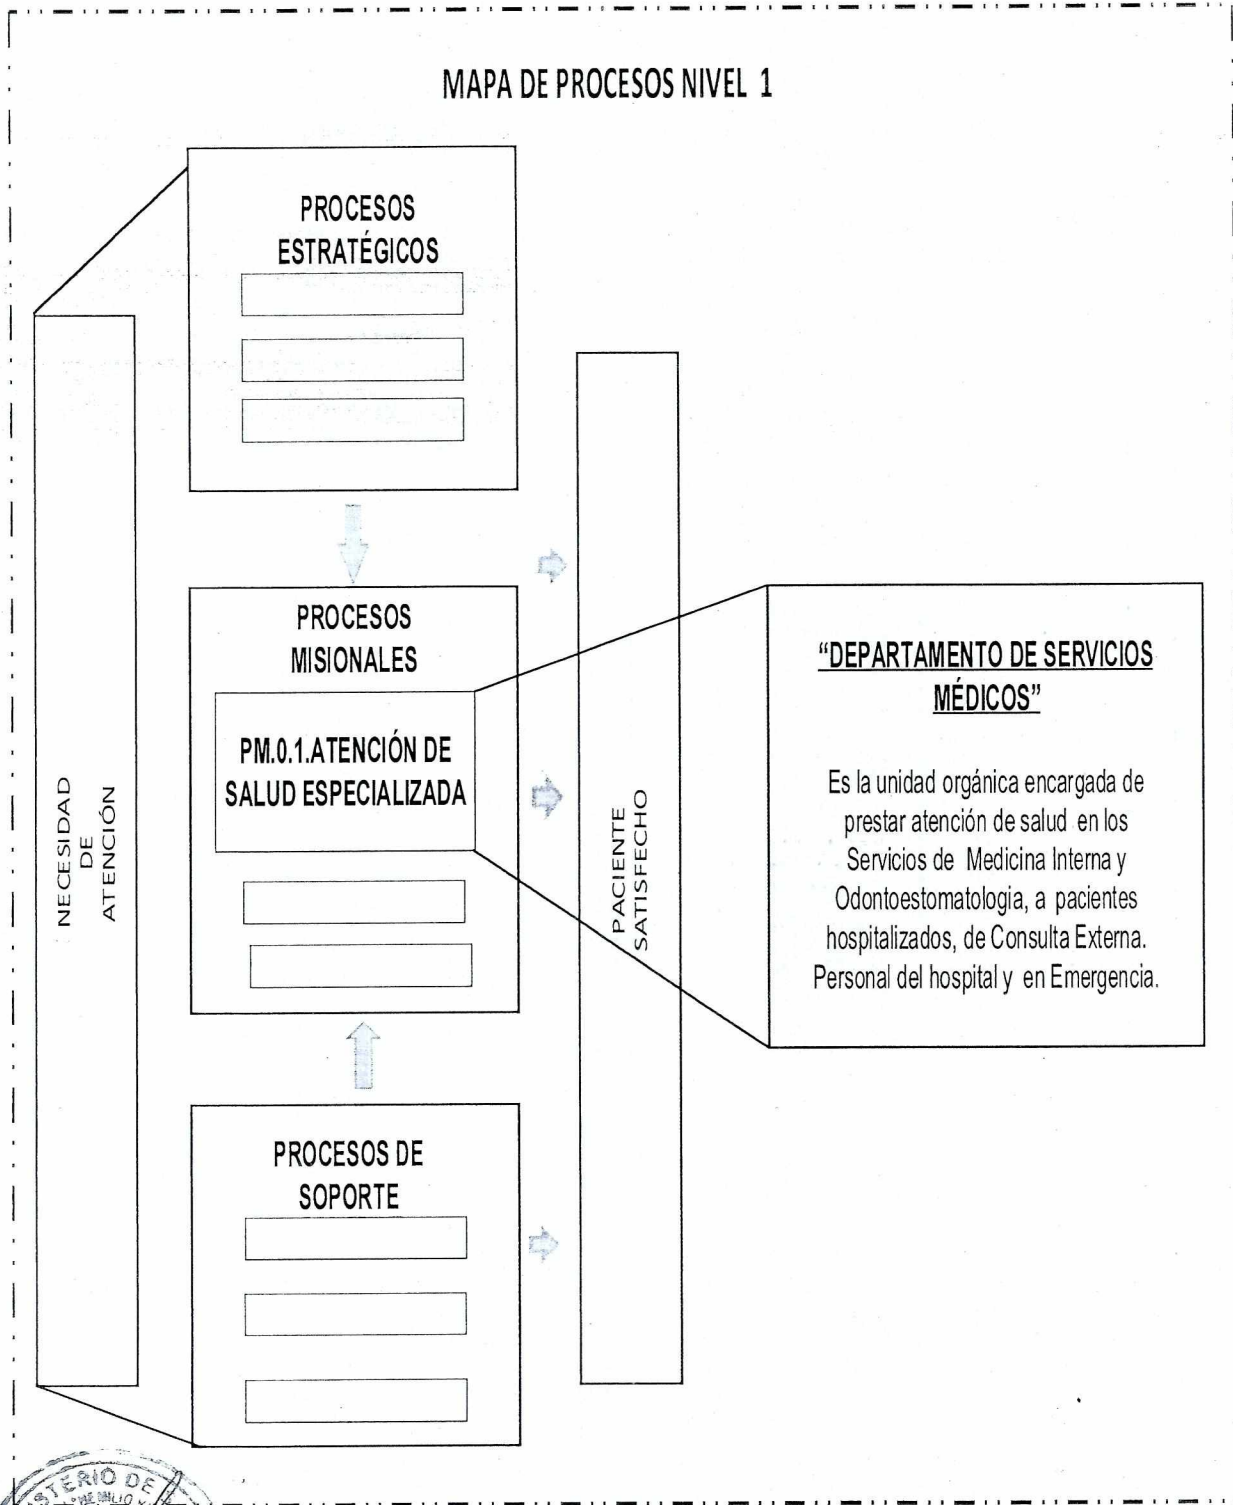 MAPA DE PROCESOS NIVEL 1
PROCESOS
ESTRATÉGICOS
NECESIDAD
DE
ATENCIÓN
PROCESOS
MISIONALES
PM.0.1.ATENCIÓN DE
SALUD ESPECIALIZADA
PROCESOS DE
SOPORTE
PACIENTE
SATISFECHO
“DEPARTAMENTO DE SERVICIOS
MÉDICOS”
Es la unidad orgánica encargada de
prestar atención de salud en los
Servicios de Medicina Interna y
Odontoestomatologia, a pacientes
hospitalizados, de Consulta Externa.
Personal del hospital y en Emergencia.
DE